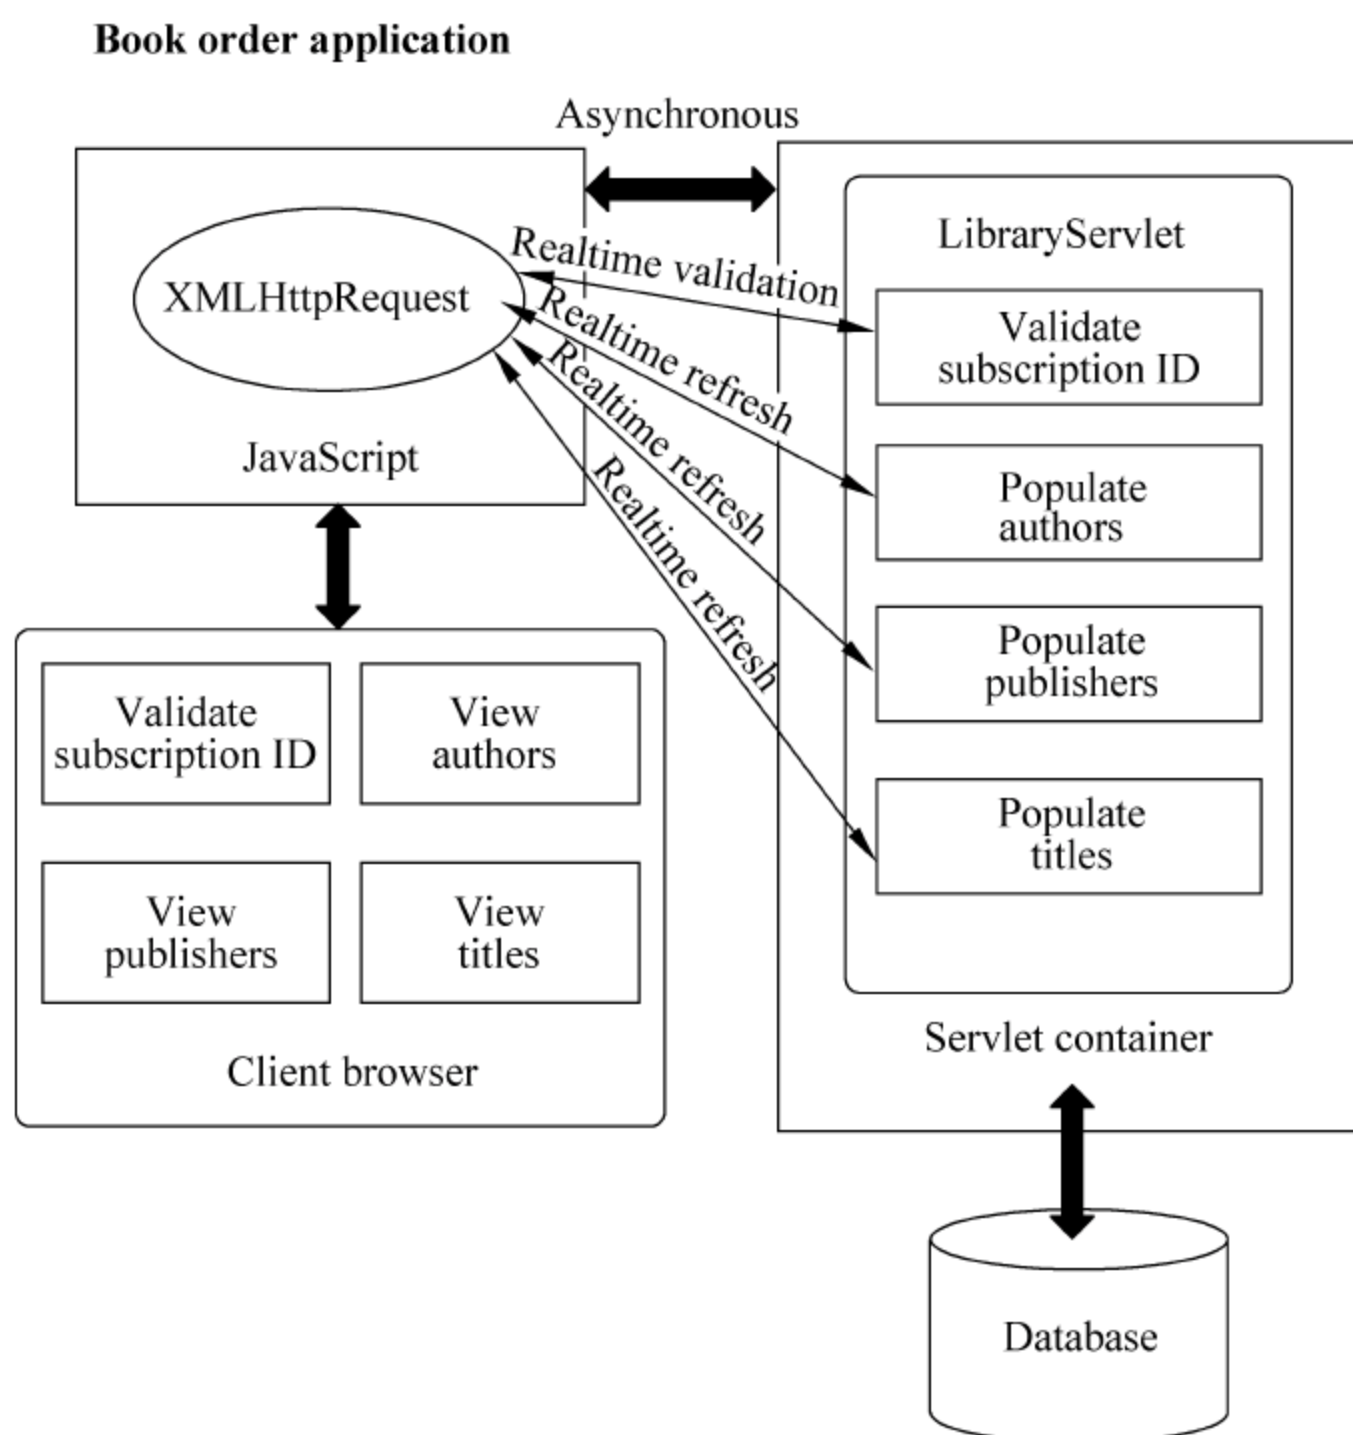 Book order application
Asynchronous
XMLHttpRequest
JavaScript
Realtime validation
Realtime refresh
Realtime refresh
Realtime refresh
LibraryServlet
Validate
subscription ID
Populate
authors
Populate
publishers
Populate
titles
Servlet container
Validate
subscription ID
View
authors
View
publishers
View
titles
Client browser
Database